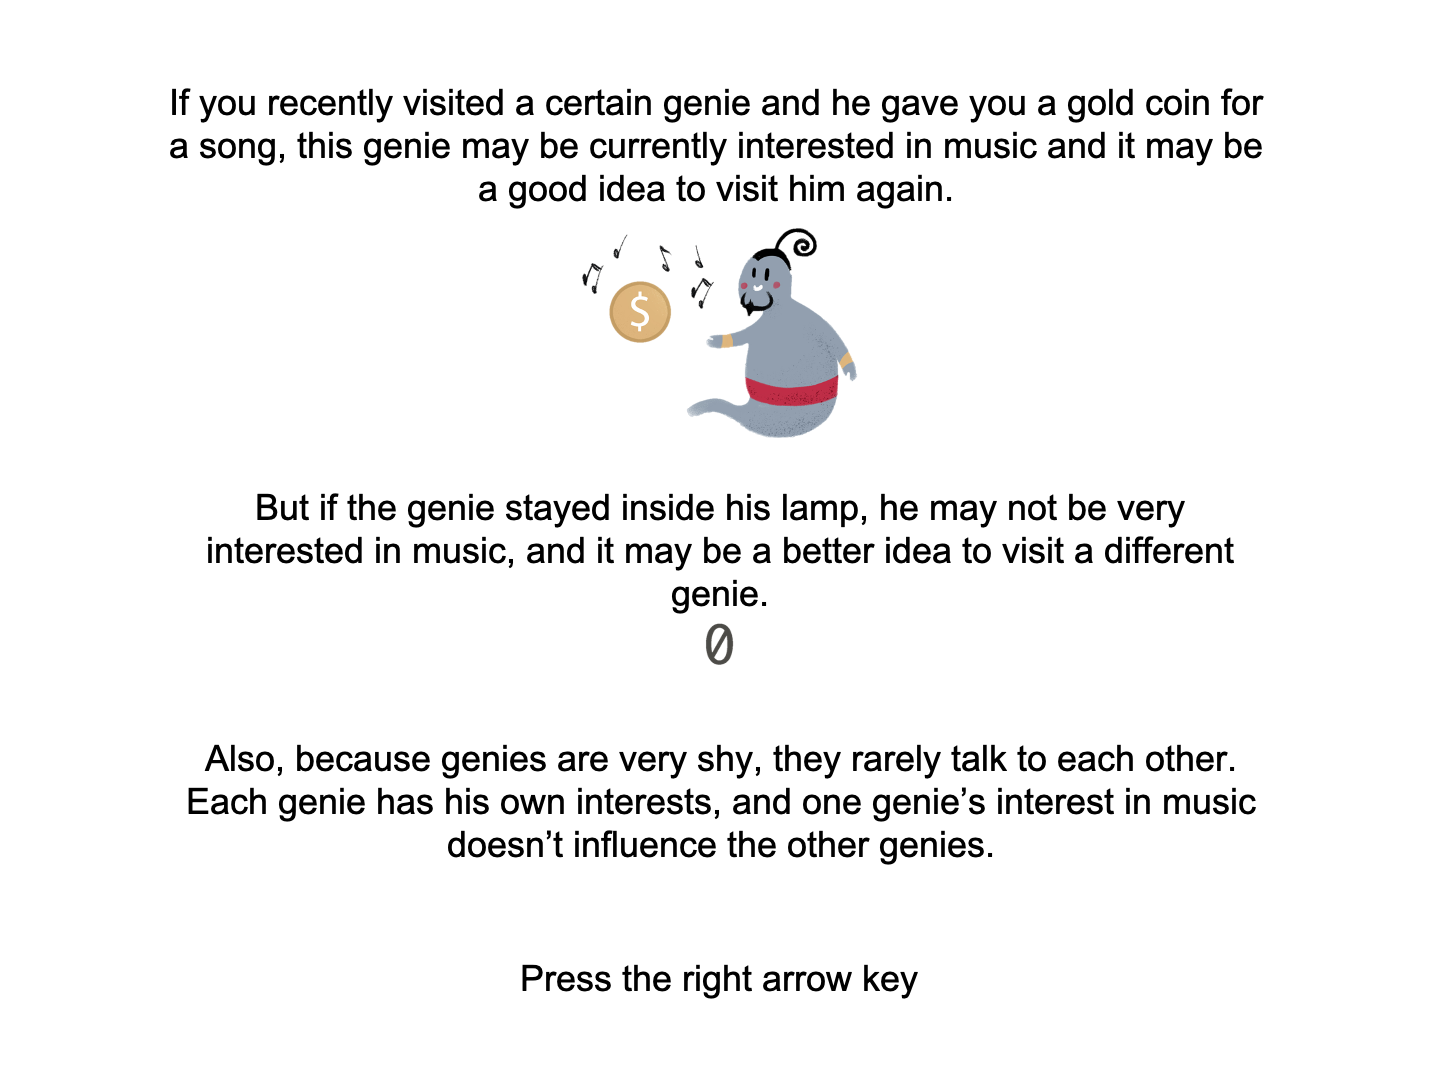 If you recently visited a certain genie and he gave you a gold coin for
a song, this genie may be currently interested in music and it may be
a good idea to visit him again.
$
But if the genie stayed inside his lamp, he may not be very
interested in music, and it may be a better idea to visit a different
genie.
0
Also, because genies are very shy, they rarely talk to each other.
Each genie has his own interests, and one genie’s interest in music
doesn’t influence the other genies.
Press the right arrow key